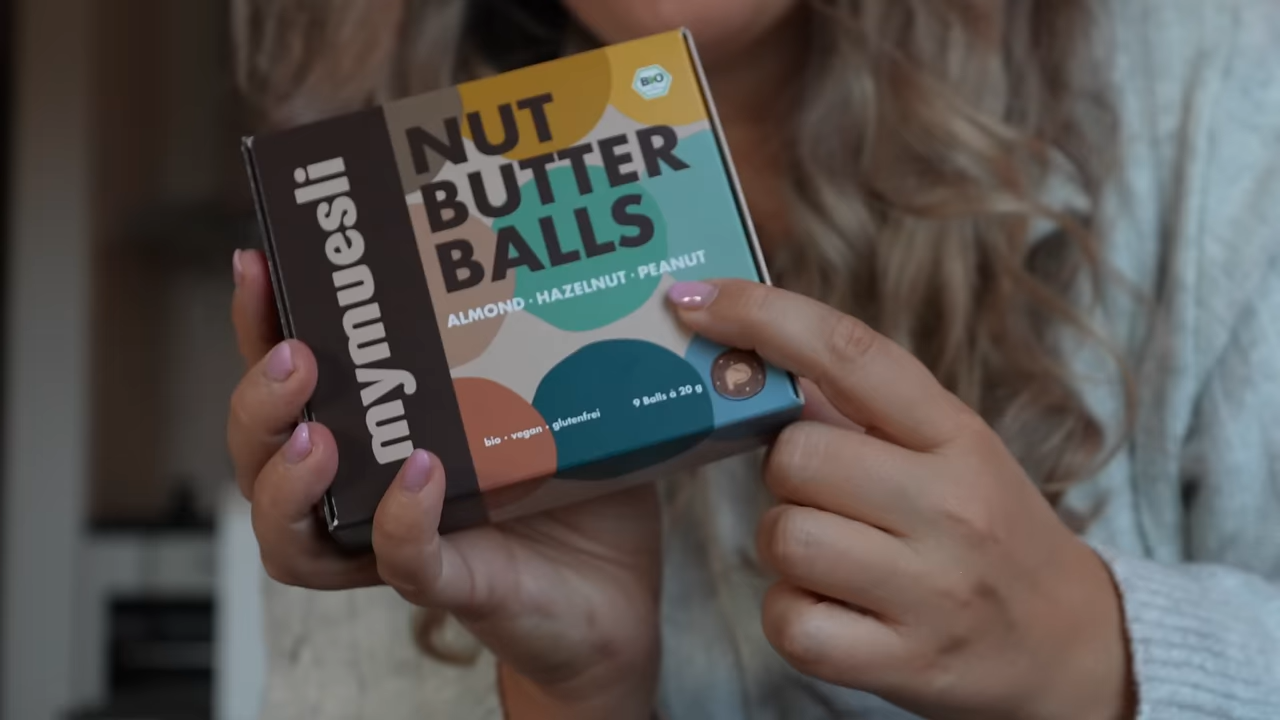 mymuesli
BIO
NUT
BUTTER
BALLS
ALMOND · HAZELNUT · PEANUT
bio • vegan • glutenfrei
9 Balls à 20 g